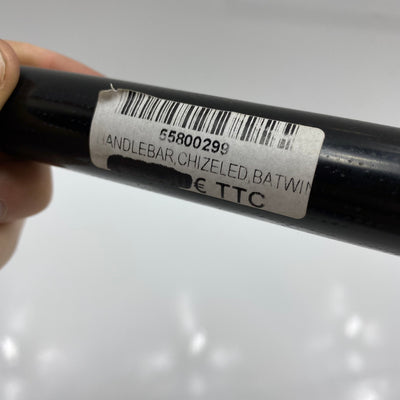 55800299
ANDLEBAR,CHIZELED,BATWIN
€ TTC